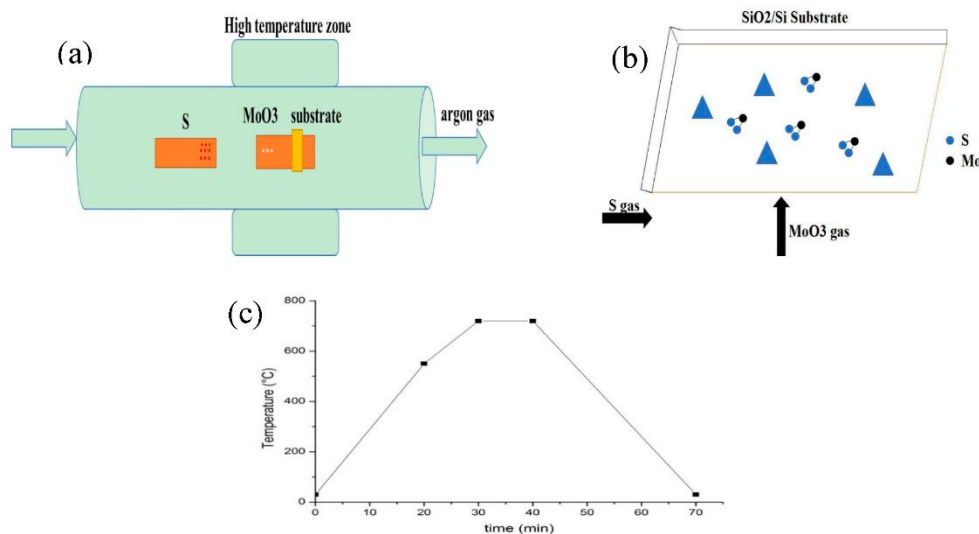 (a)
High temperature zone
S
MoO3
substrate
argon gas
(b)
SiO2/Si Substrate
S
Mo
S gas
MoO3 gas
(c)
Temperature (°C)
800
600
400
200
0
0 10 20 30 40 50 60 70
time (min)